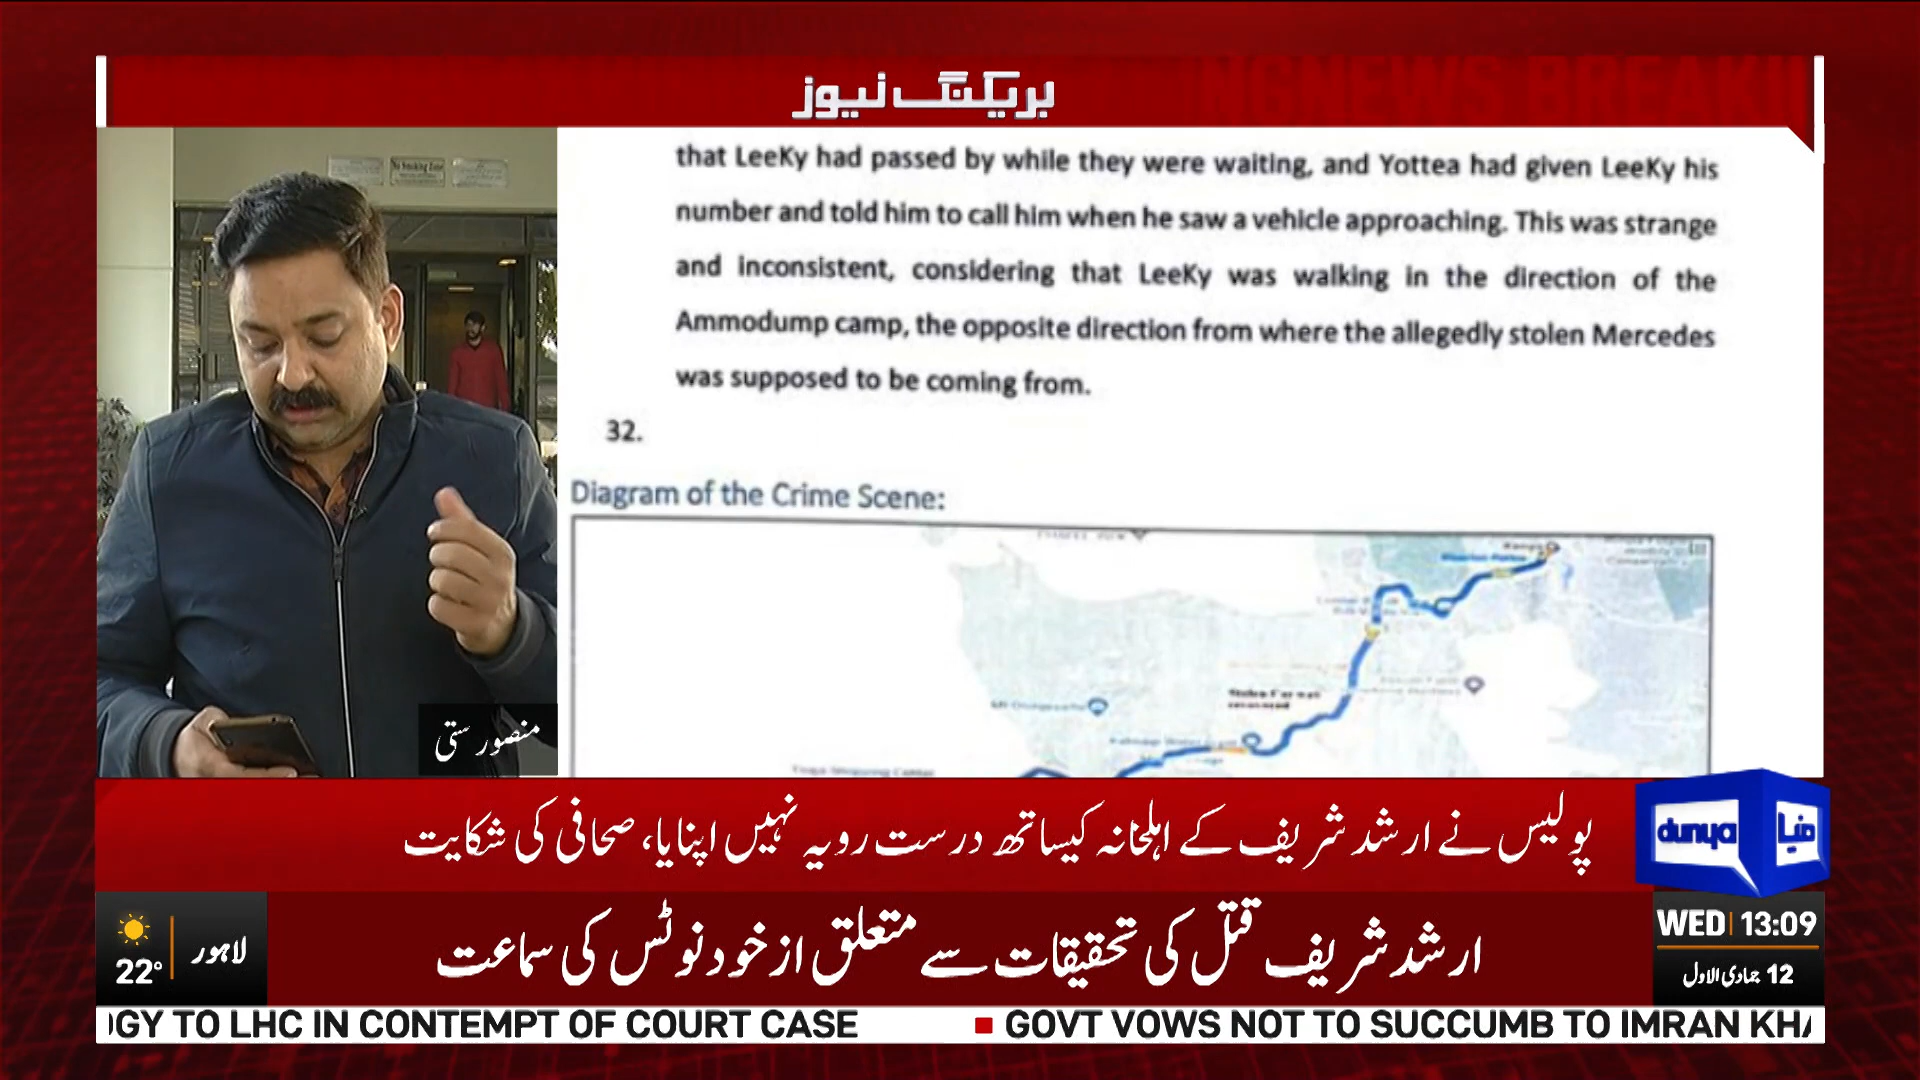 بریکنگ نیوز
No Smoking Zone
that LeeKy had passed by while they were waiting, and Yottea had given LeeKy his
number and told him to call him when he saw a vehicle approaching. This was strange
and inconsistent, considering that LeeKy was walking in the direction of the
Ammodump camp, the opposite direction from where the allegedly stolen Mercedes
was supposed to be coming from.
32.
Diagram of the Crime Scene:
منصور ستی
پولیس نے ارشد شریف کے اہلخانہ کیساتھ درست رویہ نہیں اپنایا، صحافی کی شکایت
dunya دنیا
ارشد شریف قتل کی تحقیقات سے متعلق از خود نوٹس کی سماعت
لاہور
22°
WED 13:09
12 جمادی الاول
GY TO LHC IN CONTEMPT OF COURT CASE
GOVT VOWS NOT TO SUCCUMB TO IMRAN KHA